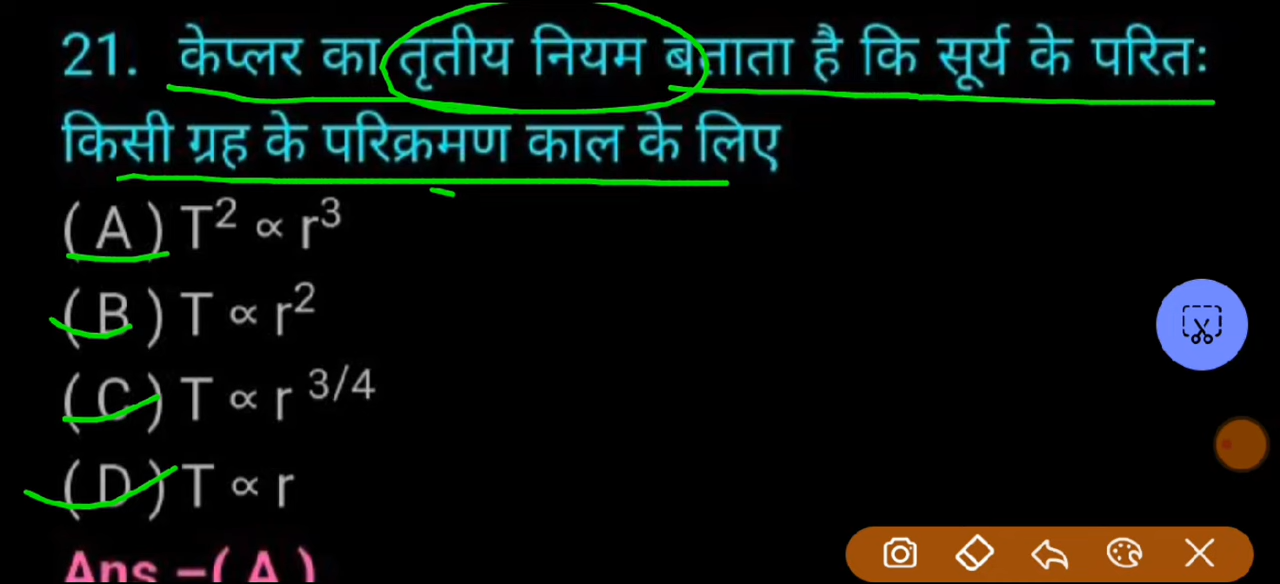 21. केप्लर का तृतीय नियम बताता है कि सूर्य के परितः
किसी ग्रह के परिक्रमण काल के लिए
(A) T² ∝ r³
(B) T ∝ r²
(C) T ∝ r ³/⁴
(D) T ∝ r
Ans –(A)